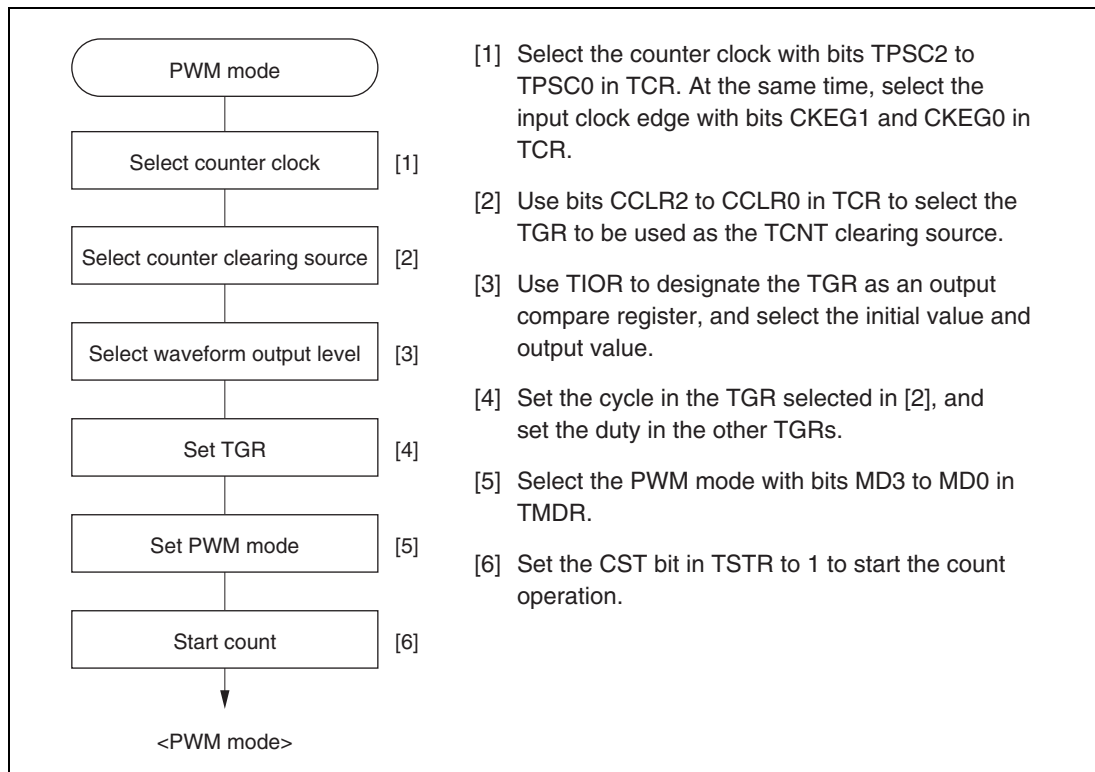 PWM mode
Select counter clock [1]
Select counter clearing source [2]
Select waveform output level [3]
Set TGR [4]
Set PWM mode [5]
Start count [6]
<PWM mode>
[1] Select the counter clock with bits TPSC2 to
TPSC0 in TCR. At the same time, select the
input clock edge with bits CKEG1 and CKEG0 in
TCR.
[2] Use bits CCLR2 to CCLR0 in TCR to select the
TGR to be used as the TCNT clearing source.
[3] Use TIOR to designate the TGR as an output
compare register, and select the initial value and
output value.
[4] Set the cycle in the TGR selected in [2], and
set the duty in the other TGRs.
[5] Select the PWM mode with bits MD3 to MD0 in
TMDR.
[6] Set the CST bit in TSTR to 1 to start the count
operation.